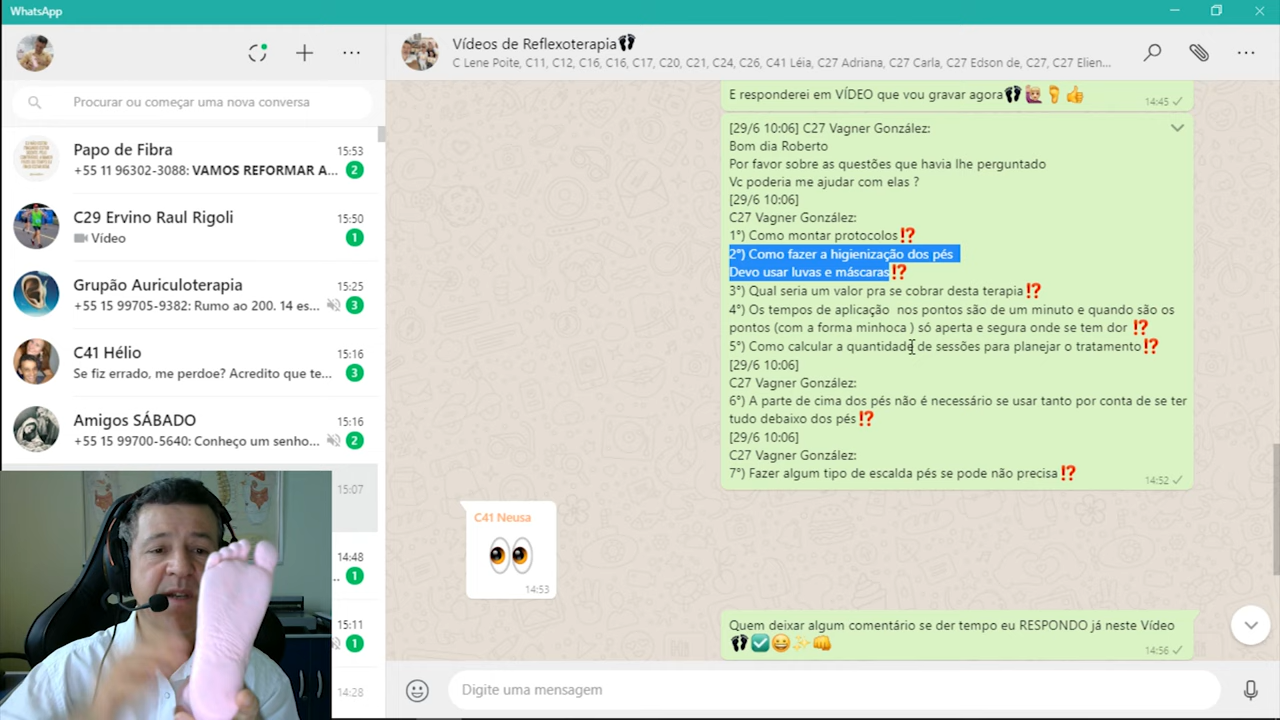 WhatsApp
Procurar ou começar uma nova conversa
Papo de Fibra
15:53
+55 11 96302-3088: VAMOS REFORMAR A...
2
C29 Ervino Raul Rigoli
15:50
Vídeo
1
Grupão Auriculoterapia
15:25
+55 15 99705-9382: Rumo ao 200. 14 es...
3
C41 Hélio
15:16
Se fiz errado, me perdoe? Acredito que te...
3
Amigos SÁBADO
15:16
+55 15 99700-5640: Conheço um senho...
2
15:07
14:48
1
15:11
1
14:28
Vídeos de Reflexoterapia👣
C Lene Poite, C11, C12, C16, C16, C17, C20, C21, C24, C26, C41 Léia, C27 Adriana, C27 Carla, C27 Edson de, C27, C27 Elien...
E responderei em VÍDEO que vou gravar agora👣🙋🏼🦶👍
14:45
[29/6 10:06] C27 Vagner González:
Bom dia Roberto
Por favor sobre as questões que havia lhe perguntado
Vc poderia me ajudar com elas ?
[29/6 10:06]
C27 Vagner González:
1°) Como montar protocolos⁉
2°) Como fazer a higienização dos pés
Devo usar luvas e máscaras⁉
3°) Qual seria um valor pra se cobrar desta terapia⁉
4°) Os tempos de aplicação  nos pontos são de um minuto e quando são os
pontos (com a forma minhoca ) só aperta e segura onde se tem dor ⁉
5°) Como calcular a quantidade de sessões para planejar o tratamento⁉
[29/6 10:06]
C27 Vagner González:
6°) A parte de cima dos pés não é necessário se usar tanto por conta de se ter
tudo debaixo dos pés⁉
[29/6 10:06]
C27 Vagner González:
7°) Fazer algum tipo de escalda pés se pode não precisa⁉
14:52
C41 Neusa
👀
14:53
Quem deixar algum comentário se der tempo eu RESPONDO já neste Vídeo
👣✅😀✨👊
14:56
Digite uma mensagem